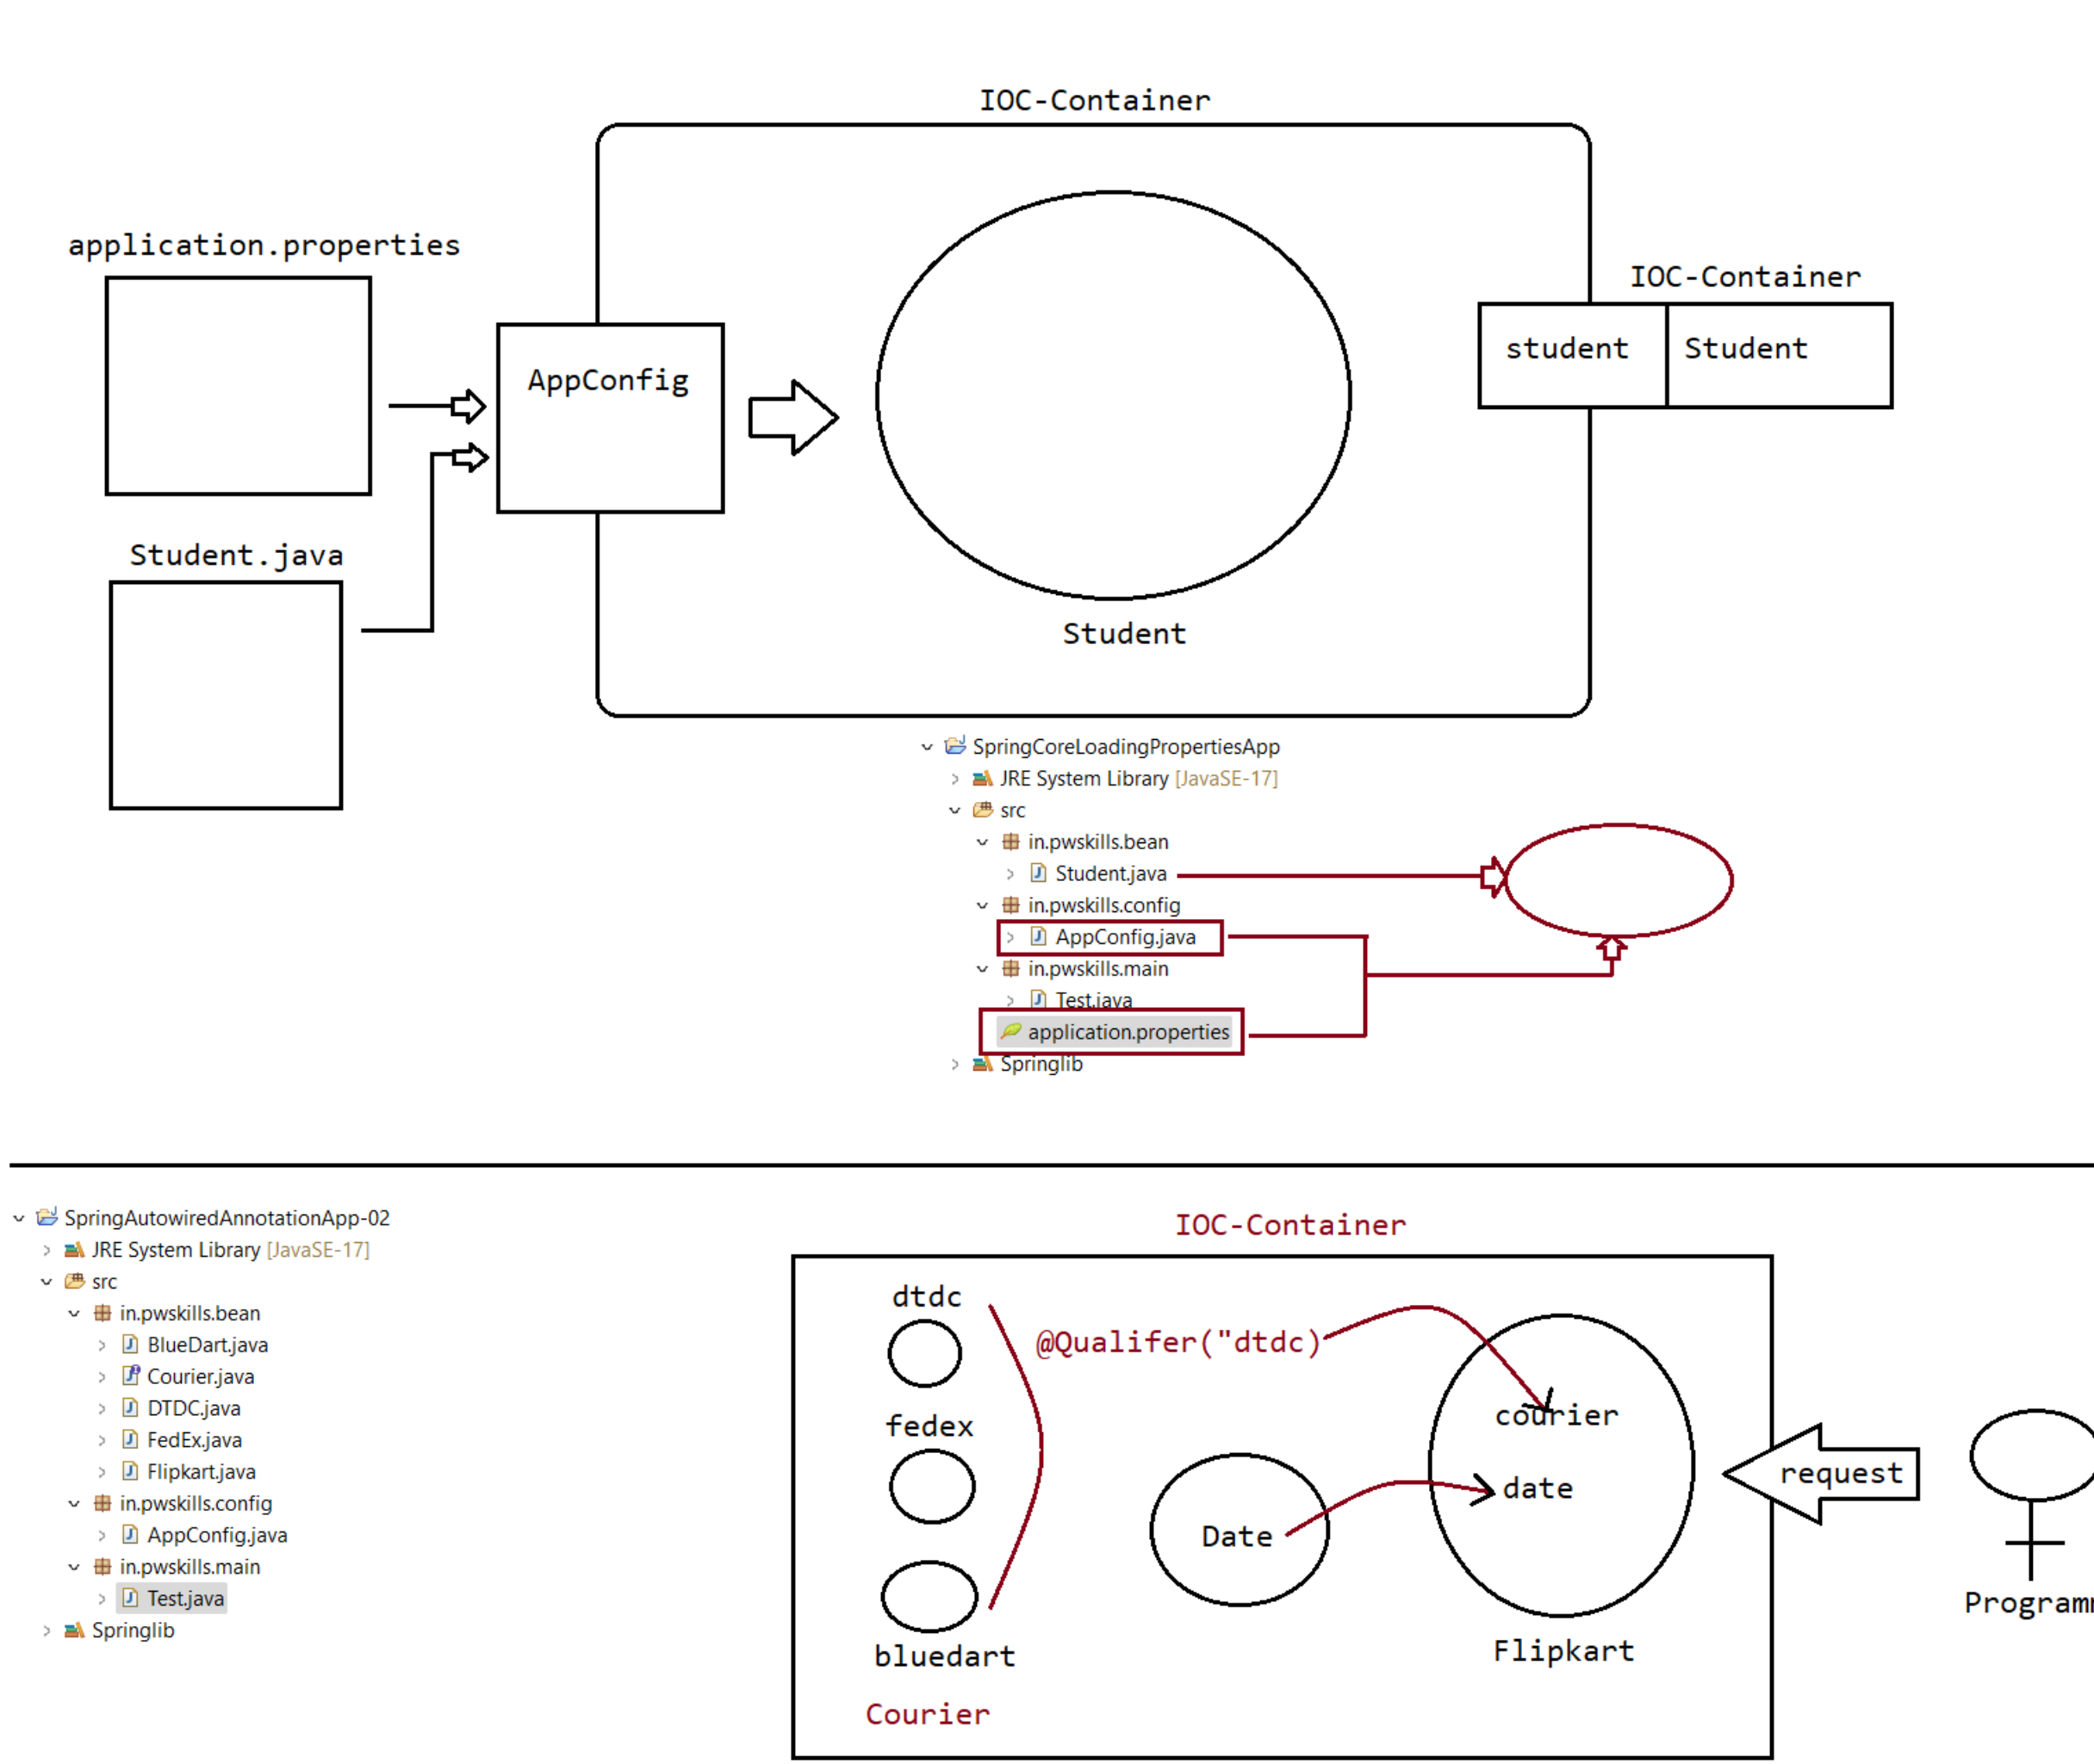 IOC-Container
application.properties
IOC-Container
AppConfig
student
Student
Student.java
Student
SpringCoreLoadingPropertiesApp
JRE System Library [JavaSE-17]
src
in.pwskills.bean
Student.java
in.pwskills.config
AppConfig.java
in.pwskills.main
Test.java
application.properties
Springlib
SpringAutowiredAnnotationApp-02
JRE System Library [JavaSE-17]
src
in.pwskills.bean
BlueDart.java
Courier.java
DTDC.java
FedEx.java
Flipkart.java
in.pwskills.config
AppConfig.java
in.pwskills.main
Test.java
Springlib
IOC-Container
dtdc
@Qualifer("dtdc)
fedex
courier
date
Date
bluedart
Flipkart
Courier
request